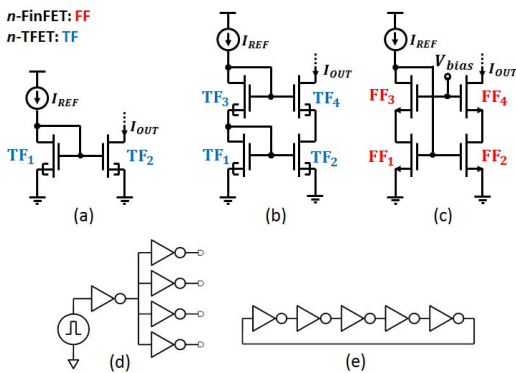 n-FinFET: FF
n-TFET: TF
I_REF
I_OUT
TF₁ TF₂
(a)
I_REF
I_OUT
TF₃ TF₄
TF₁ TF₂
(b)
I_REF
V_bias
I_OUT
FF₃ FF₄
FF₁ FF₂
(c)
(d)
(e)